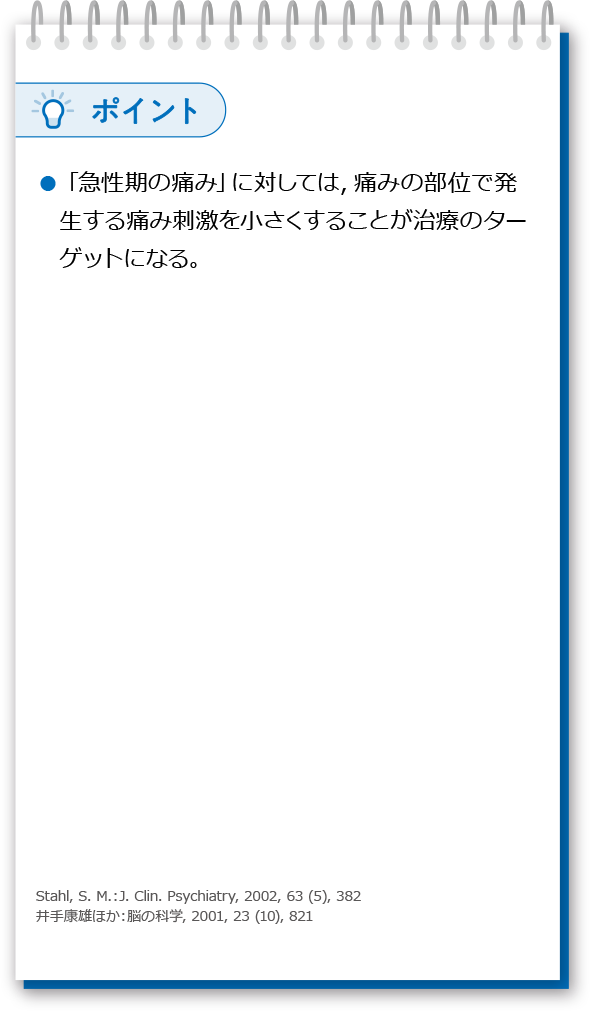 ポイント
● 「急性期の痛み」に対しては, 痛みの部位で発
生する痛み刺激を小さくすることが治療のター
ゲットになる。
Stahl, S. M.：J. Clin. Psychiatry, 2002, 63 (5), 382
井手康雄ほか：脳の科学, 2001, 23 (10), 821